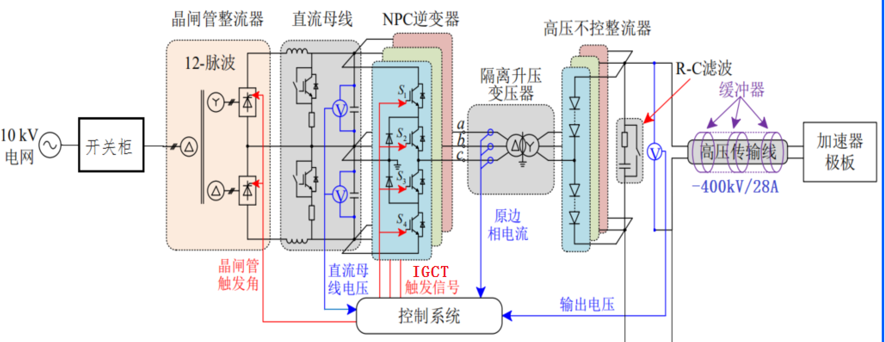 晶闸管整流器
直流母线
NPC逆变器
高压不控整流器
12-脉波
隔离升压
变压器
R-C滤波
缓冲器
10 kV
电网
开关柜
Y
Δ
Δ
V
V
S1
S2
S3
S4
a
b
c
Δ
Y
V
高压传输线
加速器
极板
-400kV/28A
原边
相电流
晶闸管
触发角
直流母
线电压
IGCT
触发信号
控制系统
输出电压